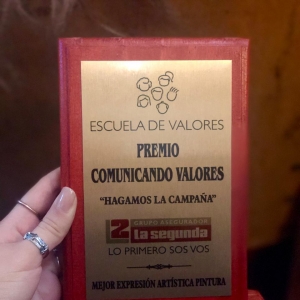 ESCUELA DE VALORES
PREMIO
COMUNICANDO VALORES
"HAGAMOS LA CAMPAÑA"
GRUPO ASEGURADOR
la segunda
LO PRIMERO SOS VOS
MEJOR EXPRESIÓN ARTÍSTICA PINTURA